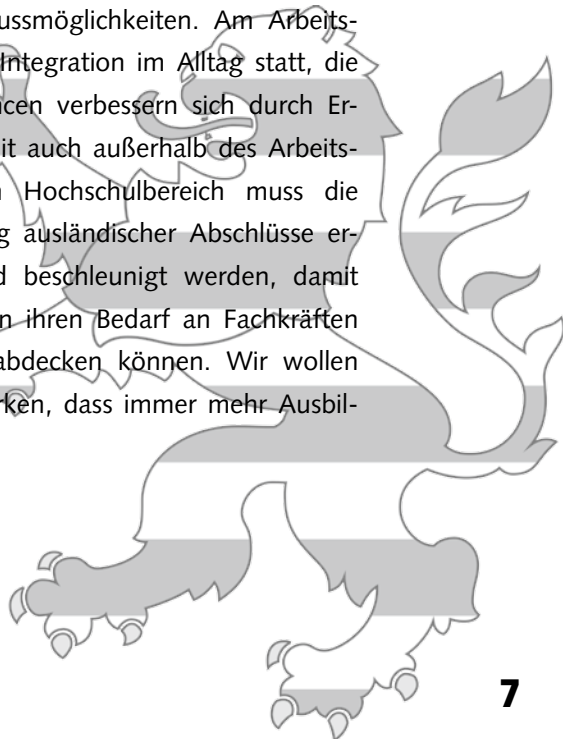 ussmöglichkeiten. Am Arbeits-
Integration im Alltag statt, die
ncen verbessern sich durch Er-
it auch außerhalb des Arbeits-
Hochschulbereich muss die
g ausländischer Abschlüsse er-
d beschleunigt werden, damit
n ihren Bedarf an Fachkräften
abdecken können. Wir wollen
rken, dass immer mehr Ausbil-
7